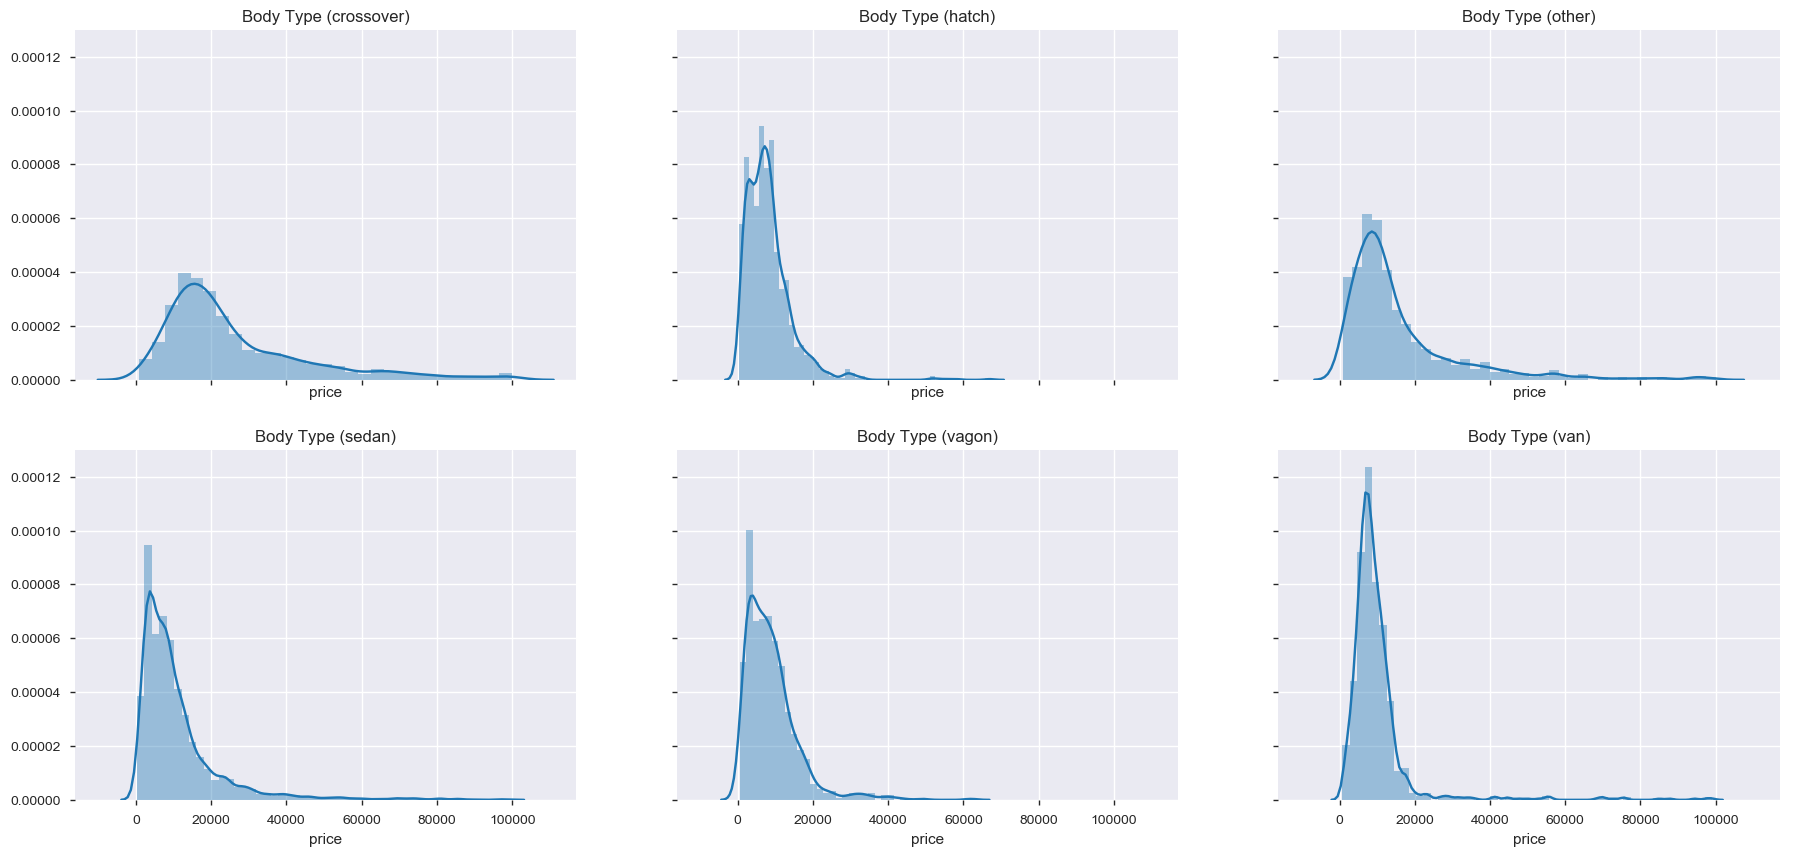 Body Type (crossover)
Body Type (hatch)
Body Type (other)
0.00012
0.00010
0.00008
0.00006
0.00004
0.00002
0.00000
price
price
price
Body Type (sedan)
Body Type (vagon)
Body Type (van)
0.00012
0.00010
0.00008
0.00006
0.00004
0.00002
0.00000
0 20000 40000 60000 80000 100000
0 20000 40000 60000 80000 100000
0 20000 40000 60000 80000 100000
price
price
price